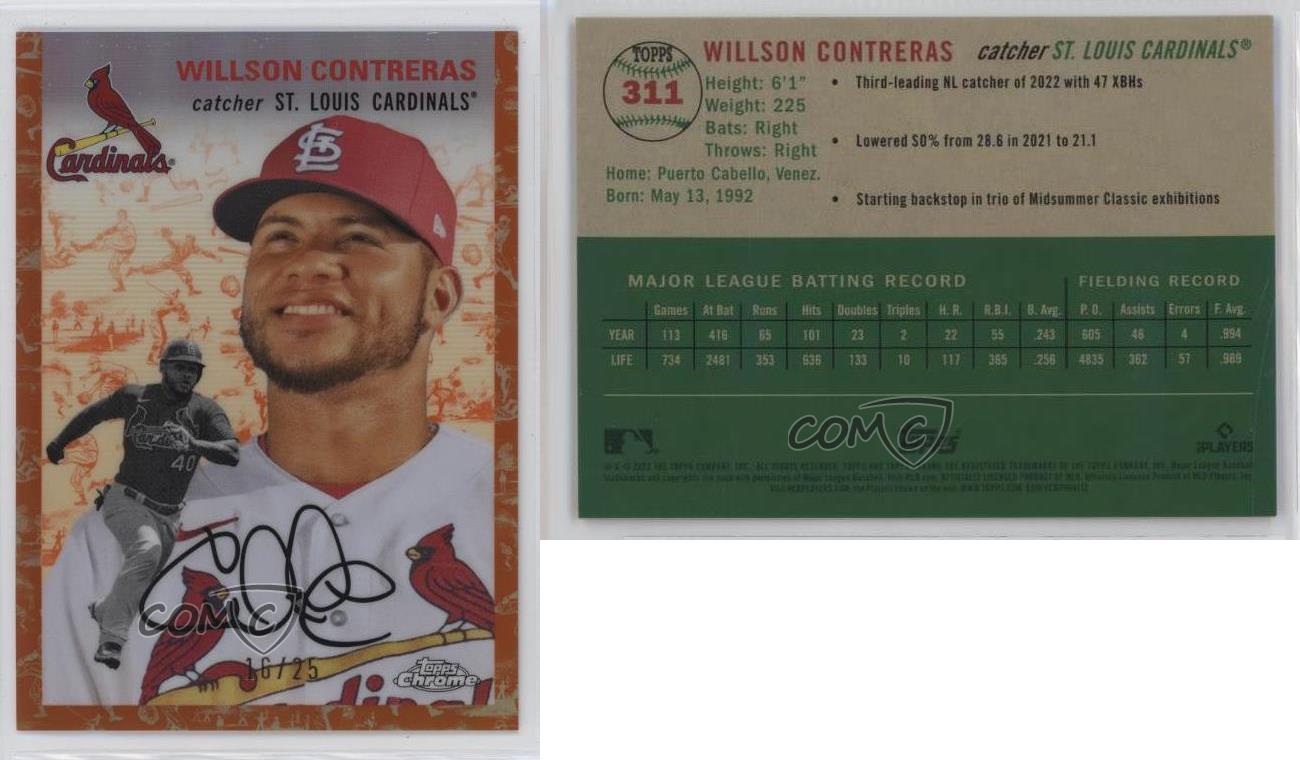 WILLSON CONTRERAS
catcher ST. LOUIS CARDINALS®
Cardinals®
STL
Cardinals
40
COMC
16/25
Topps
Chrome
TOPPS
311
WILLSON CONTRERAS catcher ST. LOUIS CARDINALS®
Height: 6'1"
Weight: 225
Bats: Right
Throws: Right
Home: Puerto Cabello, Venez.
Born: May 13, 1992
• Third-leading NL catcher of 2022 with 47 XBHs
• Lowered SO% from 28.6 in 2021 to 21.1
• Starting backstop in trio of Midsummer Classic exhibitions
MAJOR LEAGUE BATTING RECORD FIELDING RECORD
Games At Bat Runs Hits Doubles Triples H. R. R.B.I. B. Avg. P. O. Assists Errors F. Avg.
YEAR 113 416 65 101 23 2 22 55 .243 605 46 4 .994
LIFE 734 2481 353 636 133 10 117 365 .256 4835 362 57 .989
COMC
PLAYERS